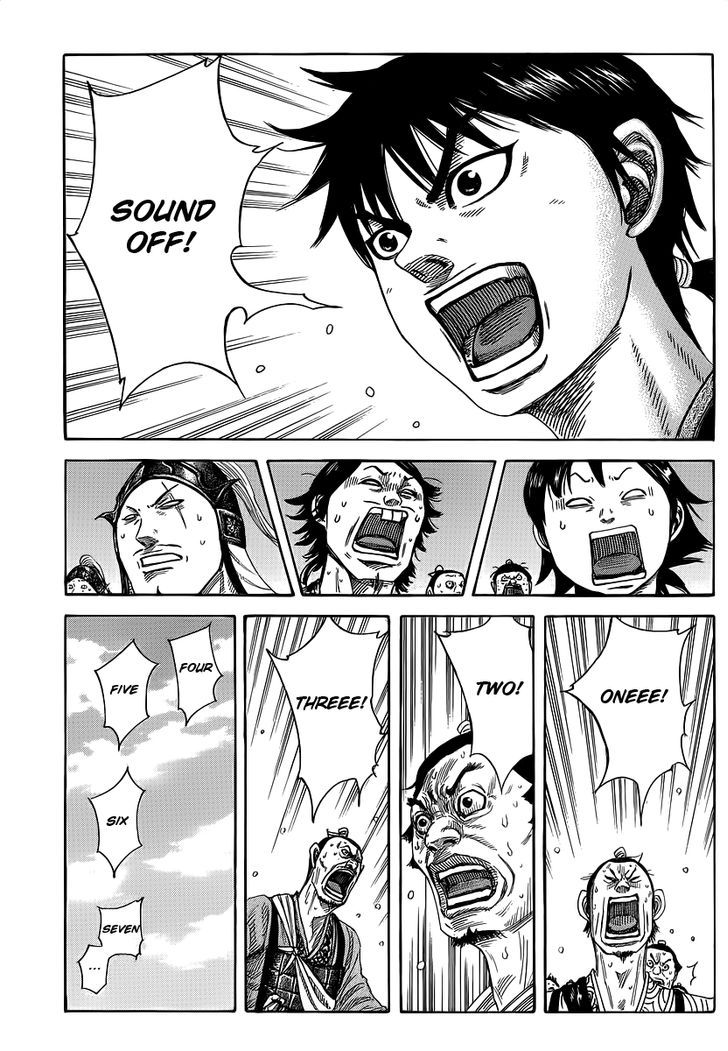 SOUND
OFF!
ONEEE!
TWO!
THREEE!
FOUR
FIVE
SIX
SEVEN
...